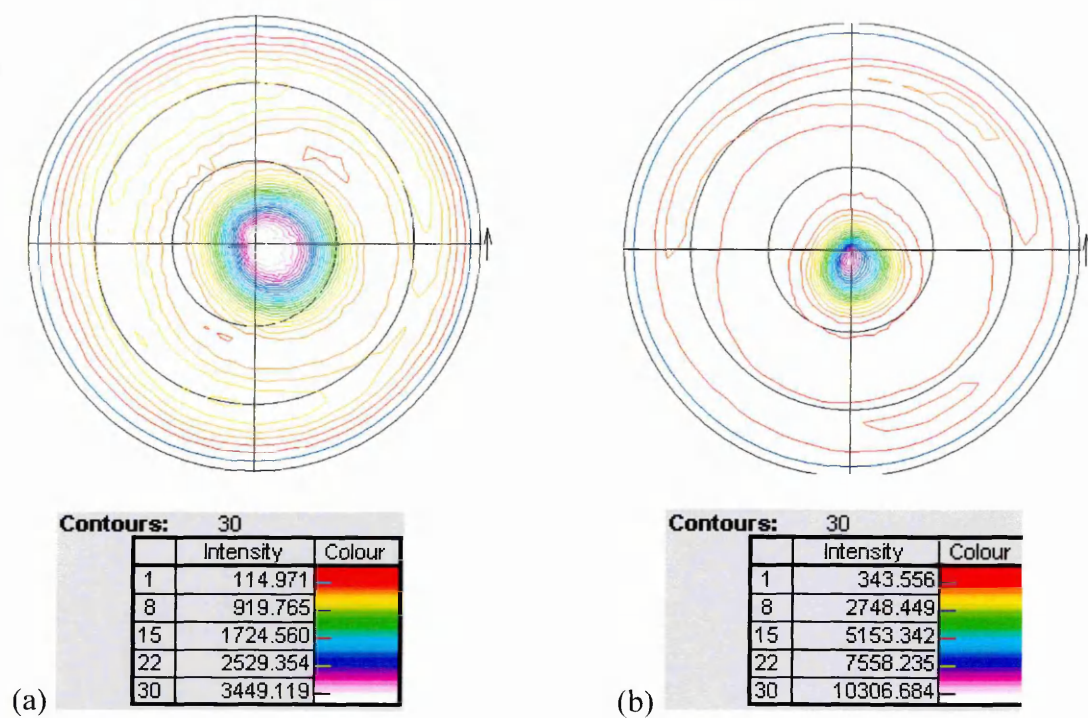 Contours: 30
Intensity Colour
1 114.971
8 919.765
15 1724.560
22 2529.354
30 3449.119
(a)
Contours: 30
Intensity Colour
1 343.556
8 2748.449
15 5153.342
22 7558.235
30 10306.684
(b)